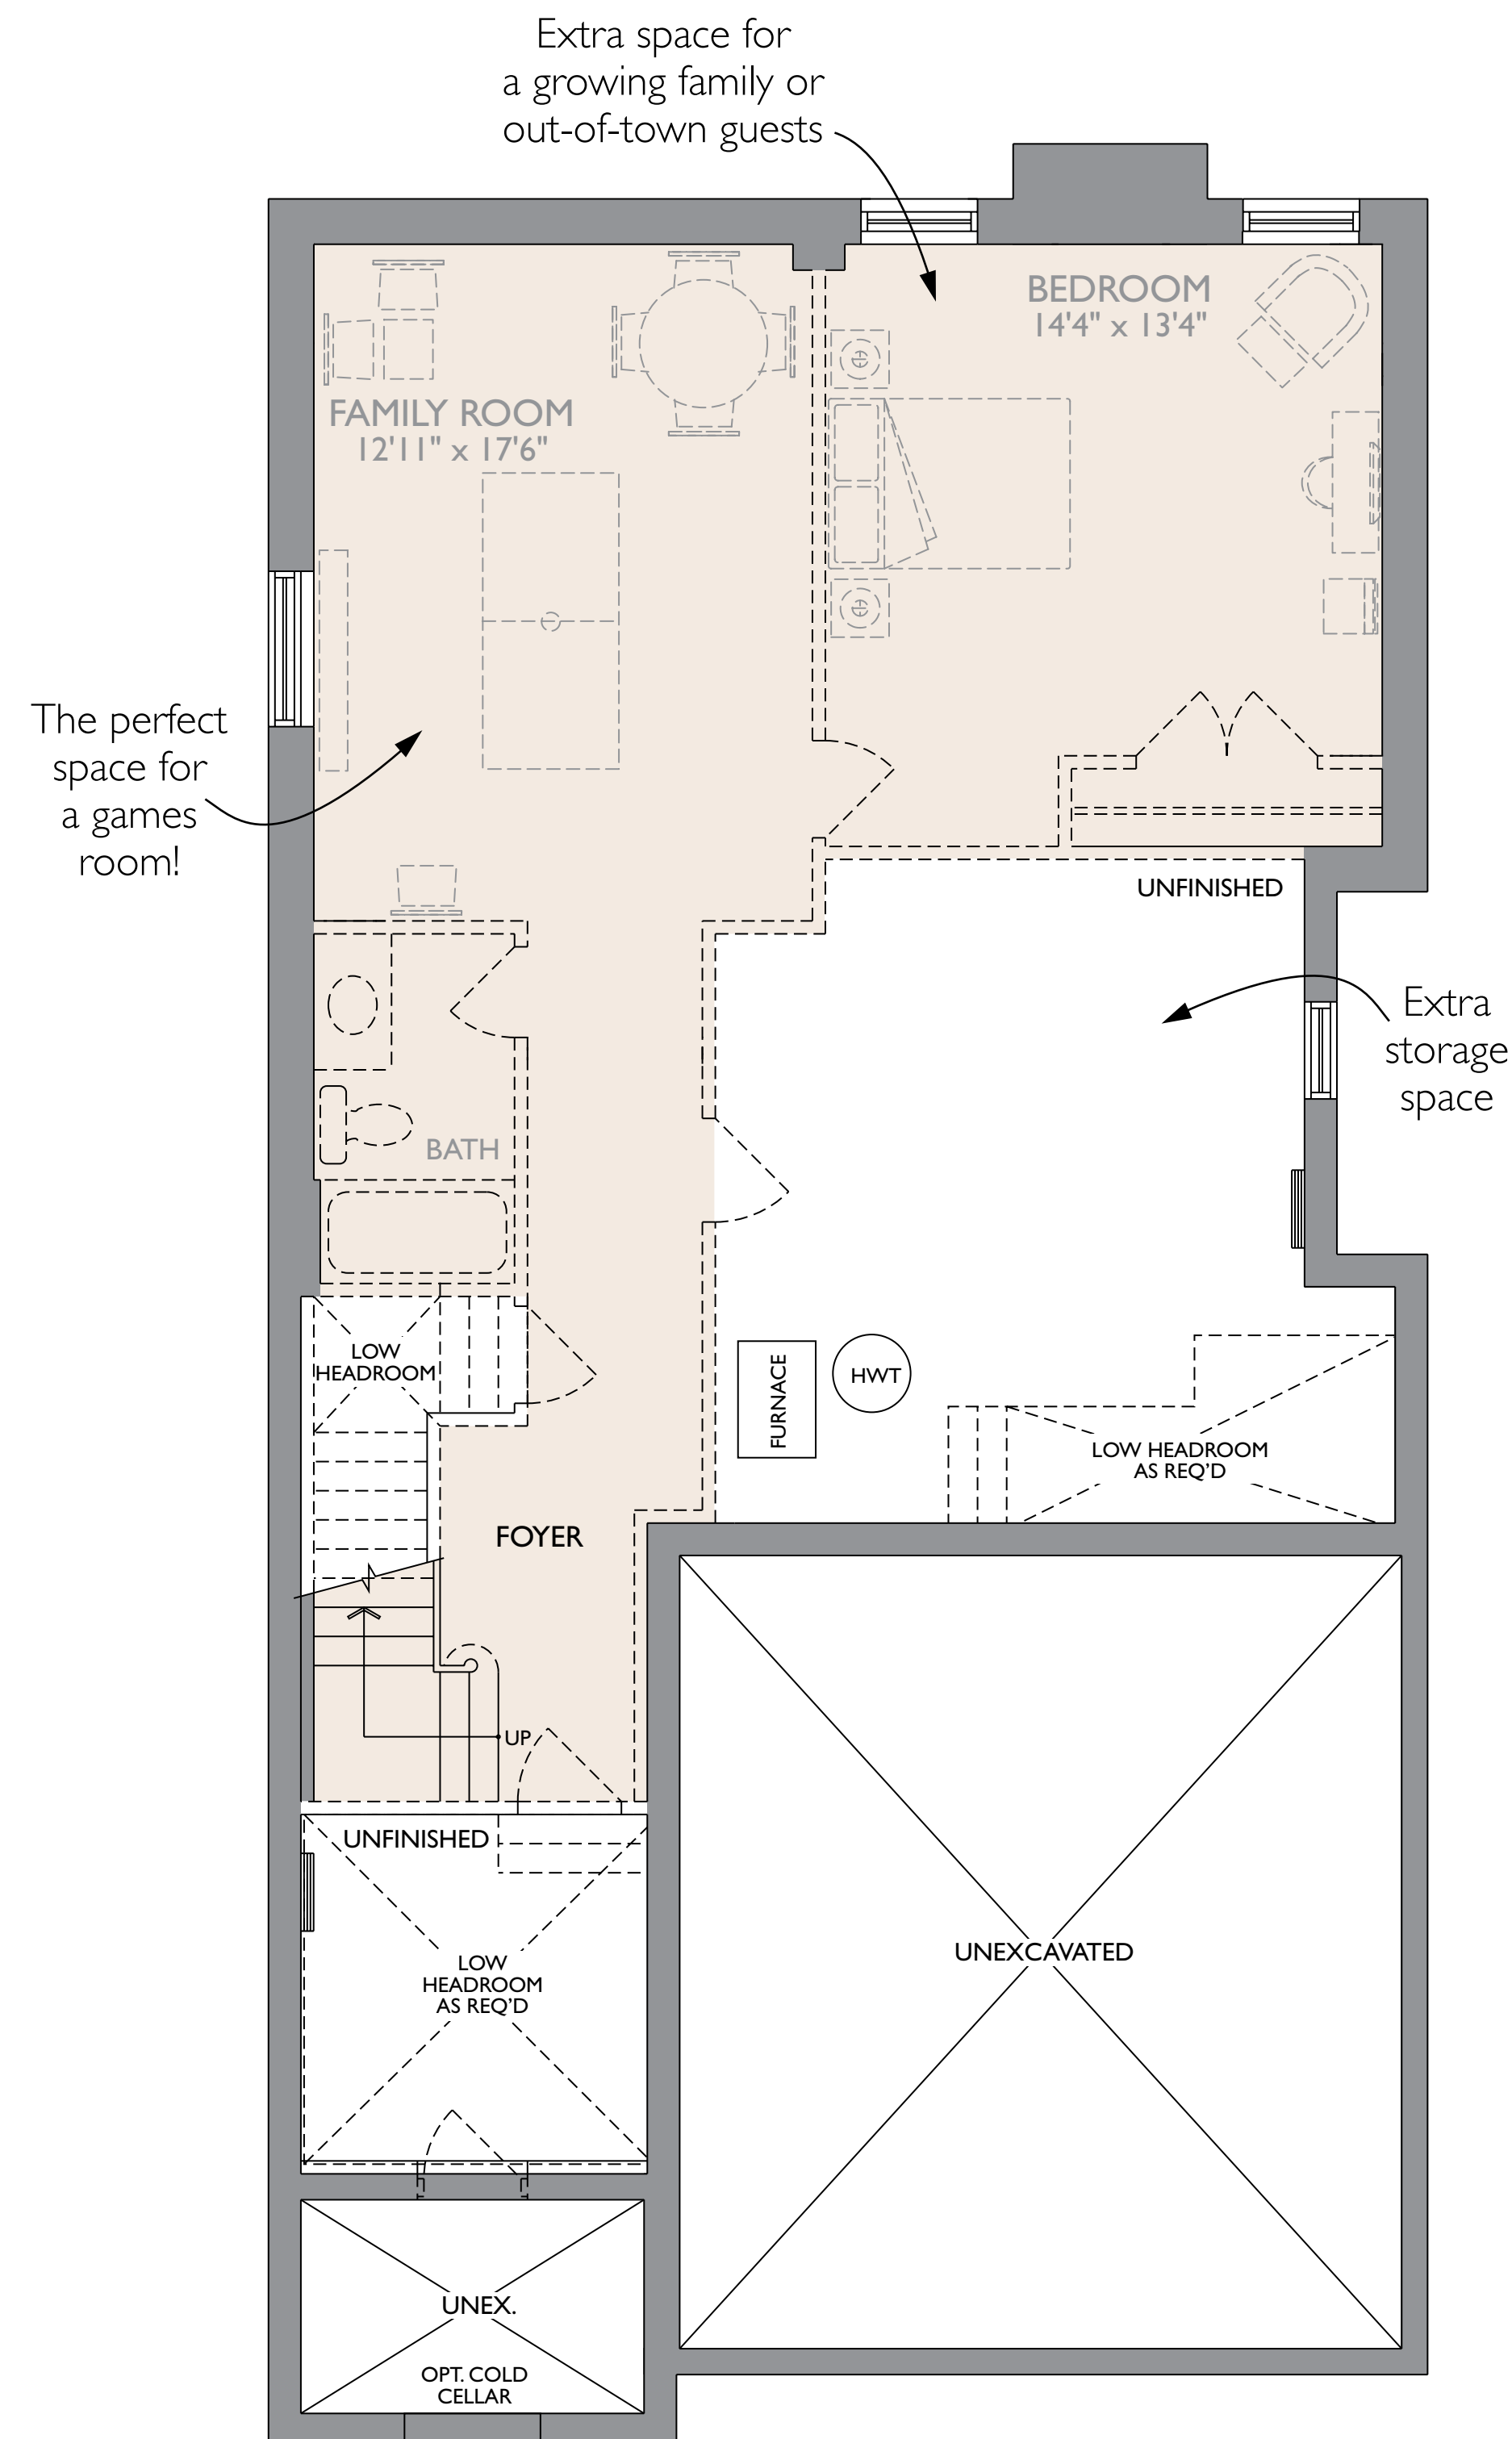 Extra space for
a growing family or
out-of-town guests
BEDROOM
14'4" x 13'4"
FAMILY ROOM
12'11" x 17'6"
The perfect
space for
a games
room!
UNFINISHED
Extra
storage
space
BATH
LOW
HEADROOM
FURNACE
HWT
LOW HEADROOM
AS REQ’D
FOYER
UP
UNFINISHED
LOW
HEADROOM
AS REQ’D
UNEXCAVATED
UNEX.
OPT. COLD
CELLAR